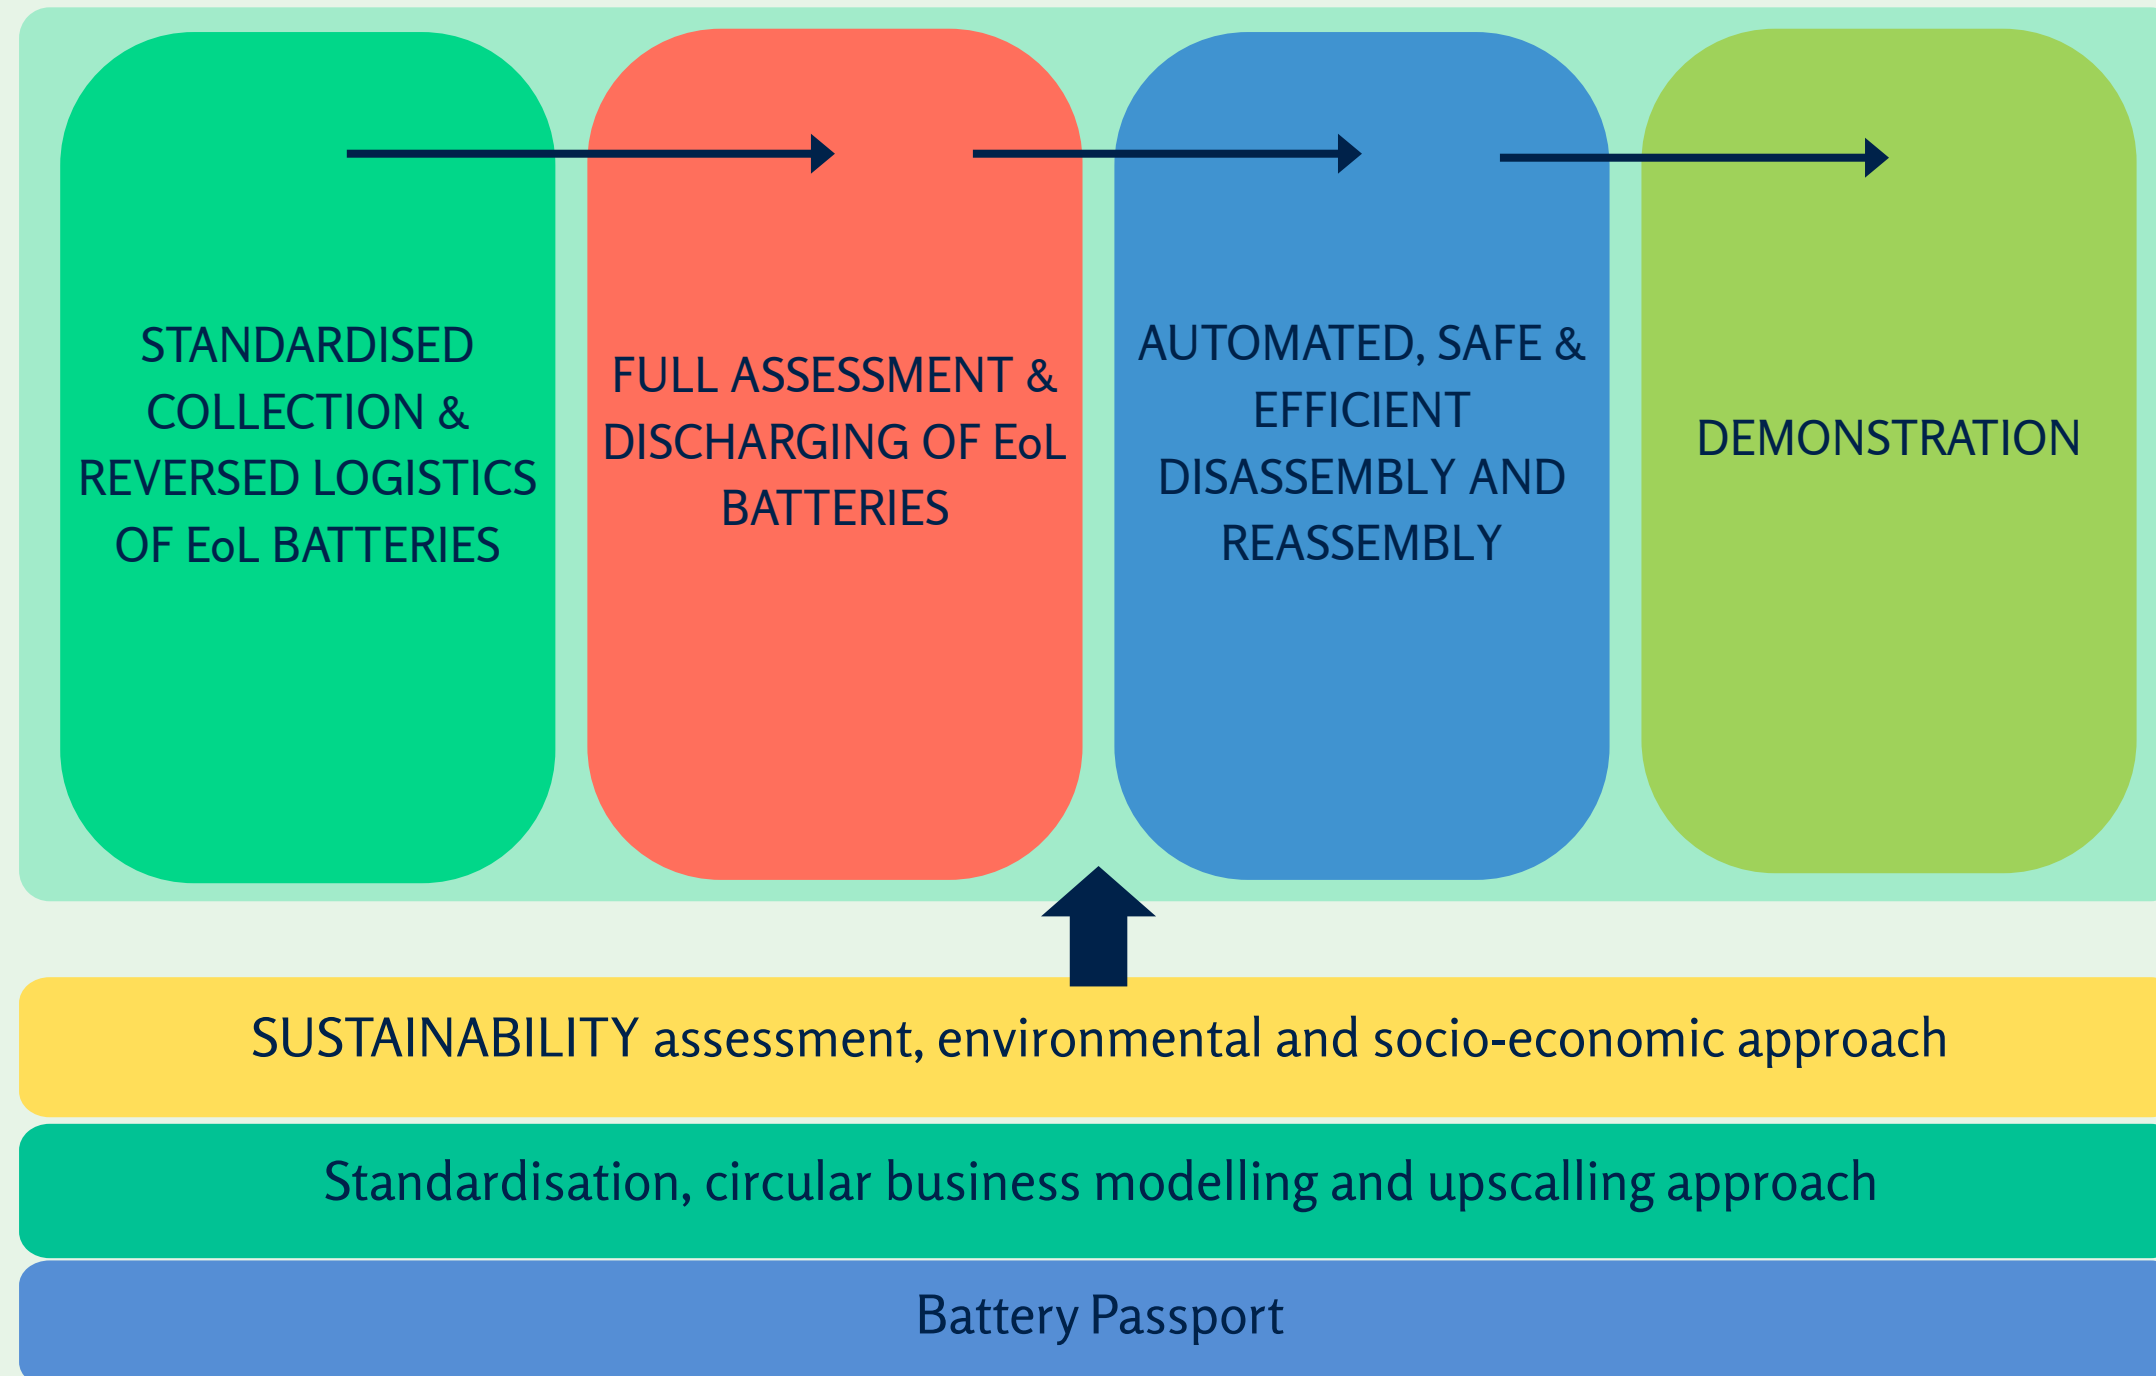 STANDARDISED
COLLECTION &
REVERSED LOGISTICS
OF EoL BATTERIES
FULL ASSESSMENT &
DISCHARGING OF EoL
BATTERIES
AUTOMATED, SAFE &
EFFICIENT
DISASSEMBLY AND
REASSEMBLY
DEMONSTRATION
SUSTAINABILITY assessment, environmental and socio-economic approach
Standardisation, circular business modelling and upscalling approach
Battery Passport